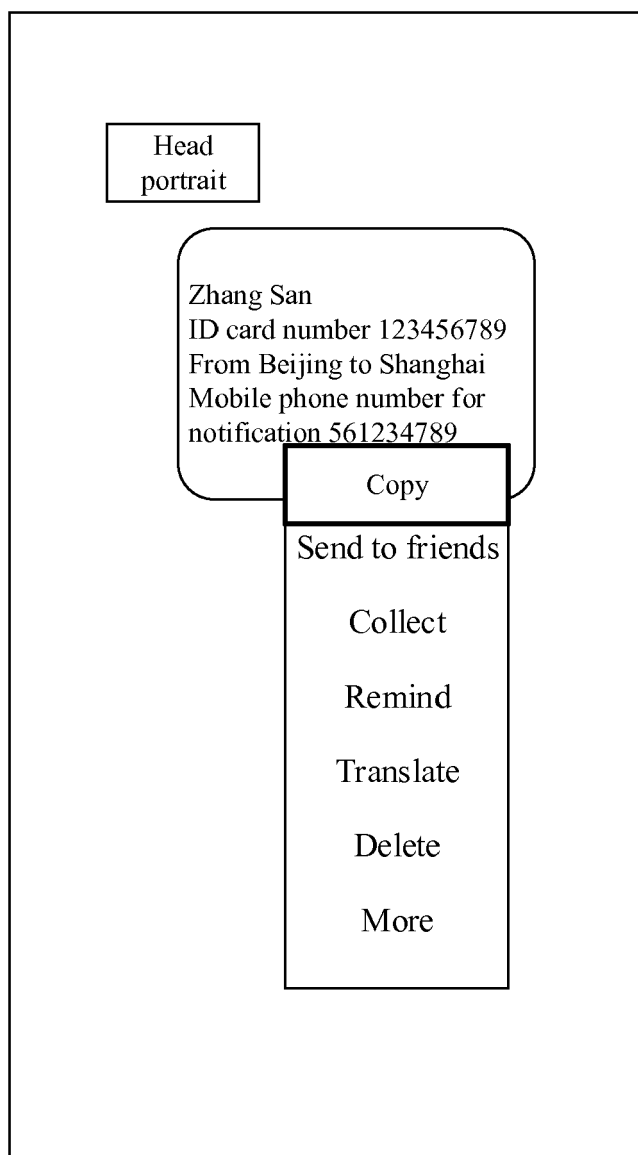 Head
portrait
Zhang San
ID card number 123456789
From Beijing to Shanghai
Mobile phone number for
notification 561234789
Copy
Send to friends
Collect
Remind
Translate
Delete
More